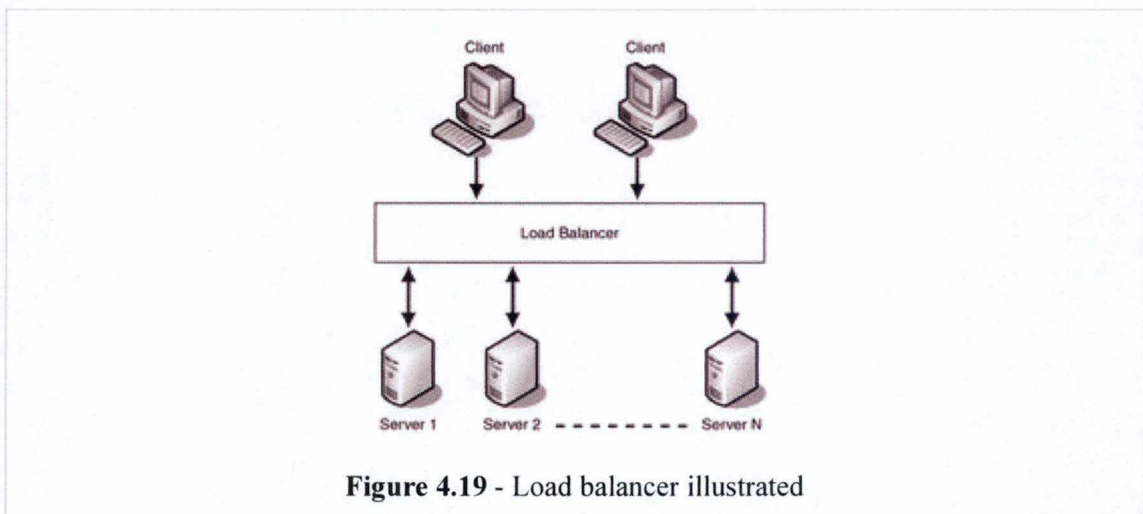 Client Client
Load Balancer
Server 1 Server 2 Server N
Figure 4.19 - Load balancer illustrated